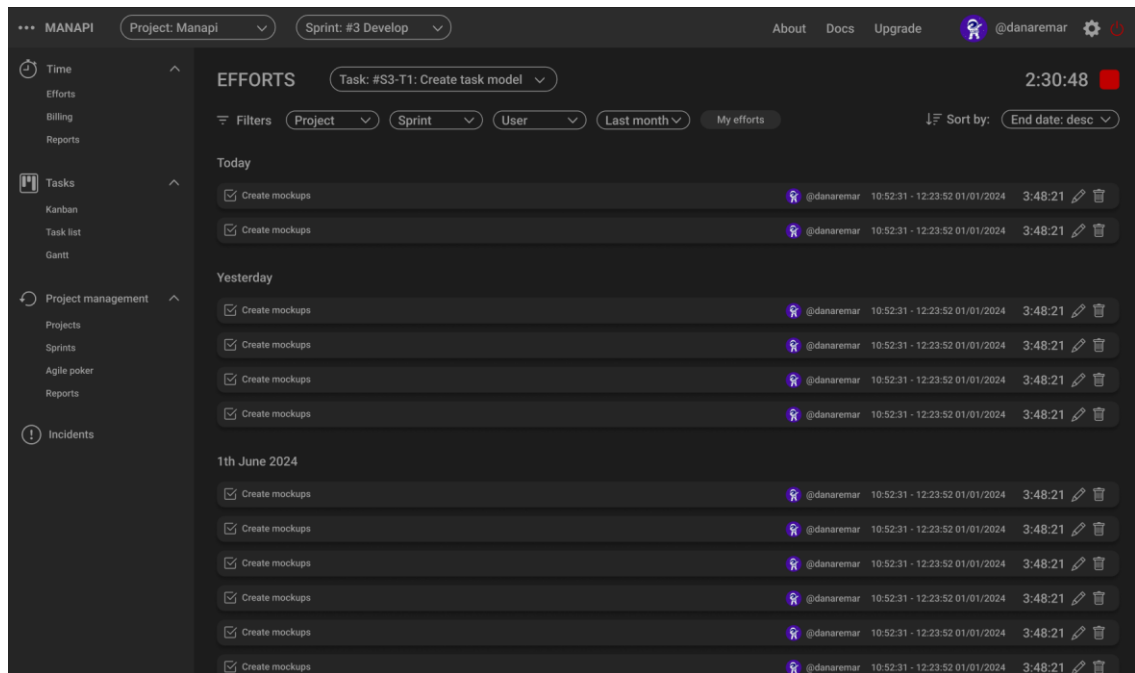 MANAPI Project: Manapi Sprint: #3 Develop About Docs Upgrade @danaremar
Time
Efforts
Billing
Reports
Tasks
Kanban
Task list
Gantt
Project management
Projects
Sprints
Agile poker
Reports
Incidents
EFFORTS Task: #S3-T1: Create task model 2:30:48
Filters Project Sprint User Last month My efforts Sort by: End date: desc
Today
Create mockups @danaremar 10:52:31 - 12:23:52 01/01/2024 3:48:21
Create mockups @danaremar 10:52:31 - 12:23:52 01/01/2024 3:48:21
Yesterday
Create mockups @danaremar 10:52:31 - 12:23:52 01/01/2024 3:48:21
Create mockups @danaremar 10:52:31 - 12:23:52 01/01/2024 3:48:21
Create mockups @danaremar 10:52:31 - 12:23:52 01/01/2024 3:48:21
Create mockups @danaremar 10:52:31 - 12:23:52 01/01/2024 3:48:21
1th June 2024
Create mockups @danaremar 10:52:31 - 12:23:52 01/01/2024 3:48:21
Create mockups @danaremar 10:52:31 - 12:23:52 01/01/2024 3:48:21
Create mockups @danaremar 10:52:31 - 12:23:52 01/01/2024 3:48:21
Create mockups @danaremar 10:52:31 - 12:23:52 01/01/2024 3:48:21
Create mockups @danaremar 10:52:31 - 12:23:52 01/01/2024 3:48:21
Create mockups @danaremar 10:52:31 - 12:23:52 01/01/2024 3:48:21